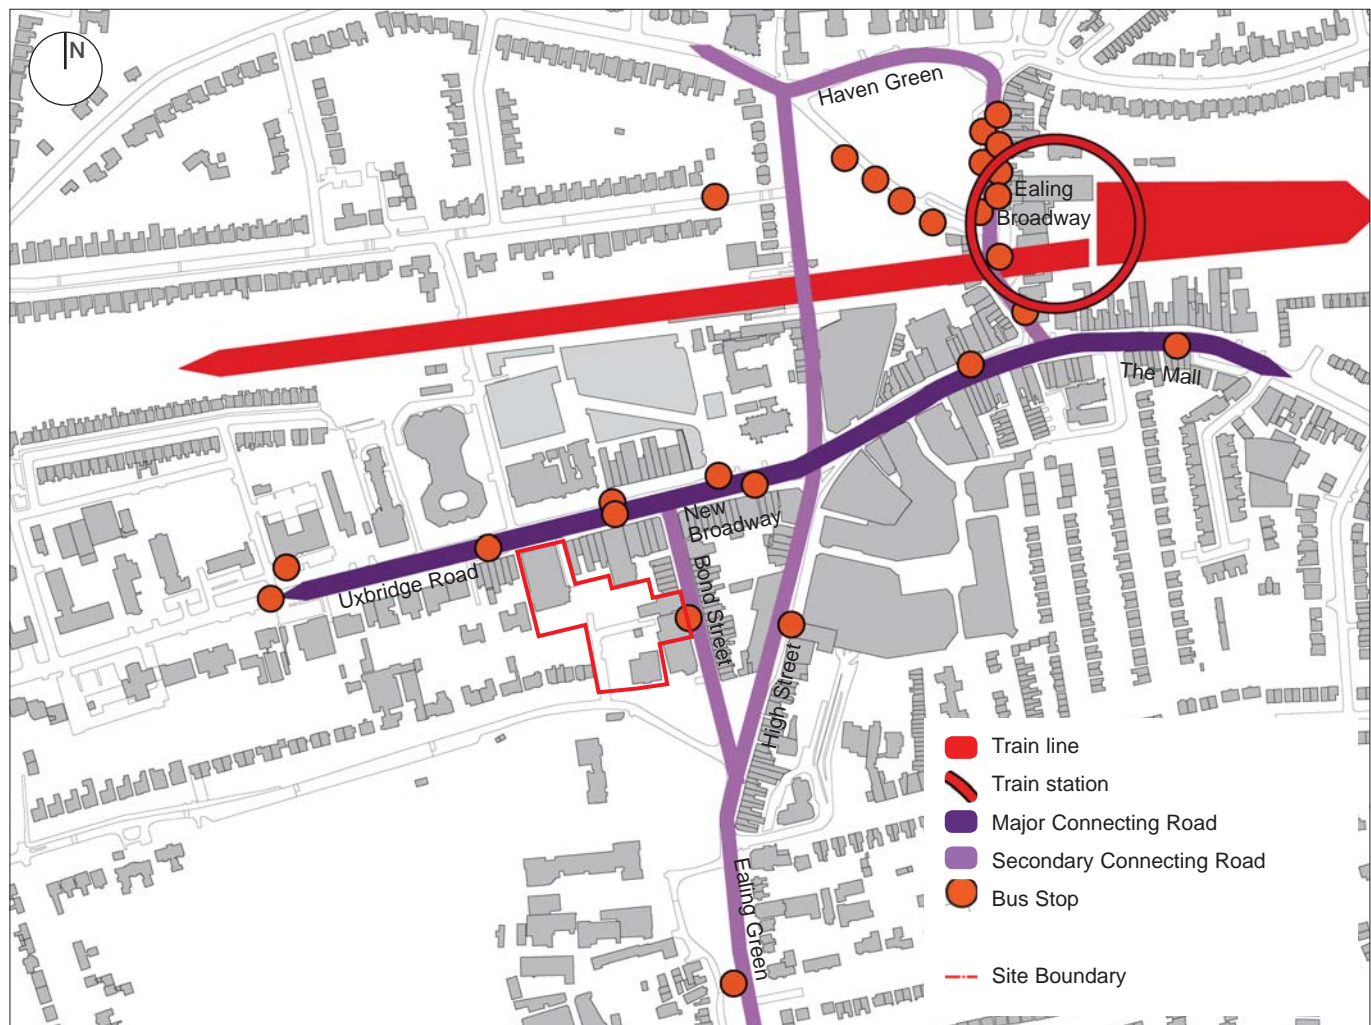 N
Haven Green
Ealing
Broadway
The Mall
New
Broadway
Uxbridge Road
Bond Street
High Street
Ealing Green
Train line
Train station
Major Connecting Road
Secondary Connecting Road
Bus Stop
Site Boundary